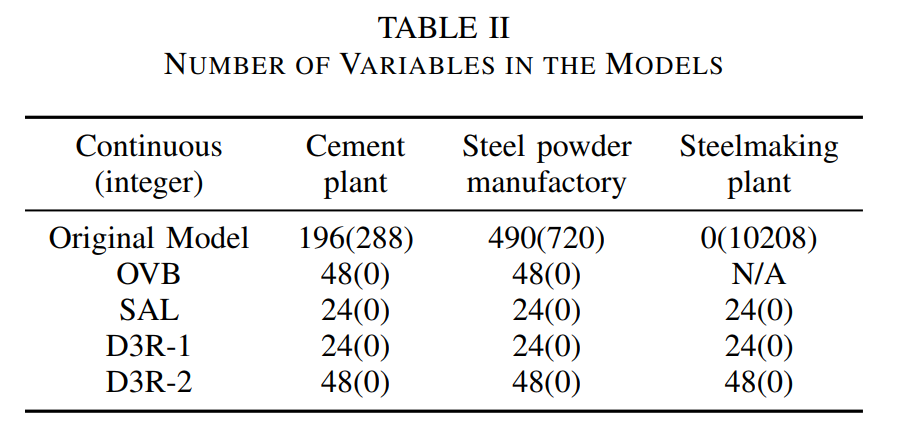 TABLE II
NUMBER OF VARIABLES IN THE MODELS
Continuous Cement Steel powder Steelmaking
(integer) plant manufactory plant
Original Model 196(288) 490(720) 0(10208)
OVB 48(0) 48(0) N/A
SAL 24(0) 24(0) 24(0)
D3R-1 24(0) 24(0) 24(0)
D3R-2 48(0) 48(0) 48(0)